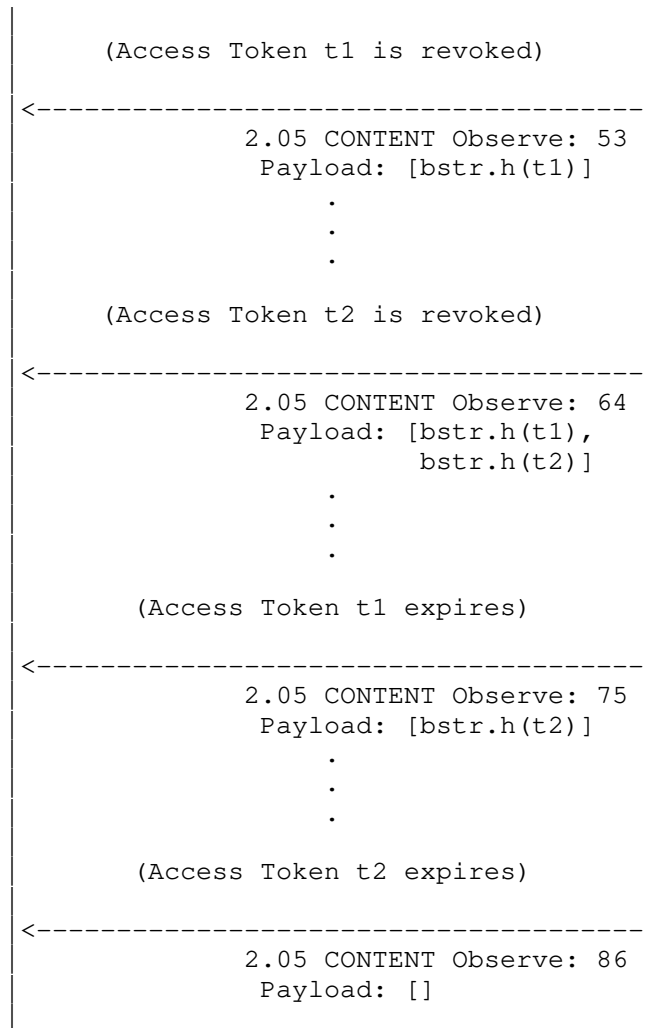 (Access Token t1 is revoked)
<---------------------------------------
2.05 CONTENT Observe: 53
Payload: [bstr.h(t1)]
.
.
.
(Access Token t2 is revoked)
<---------------------------------------
2.05 CONTENT Observe: 64
Payload: [bstr.h(t1),
bstr.h(t2)]
.
.
.
(Access Token t1 expires)
<---------------------------------------
2.05 CONTENT Observe: 75
Payload: [bstr.h(t2)]
.
.
.
(Access Token t2 expires)
<---------------------------------------
2.05 CONTENT Observe: 86
Payload: []